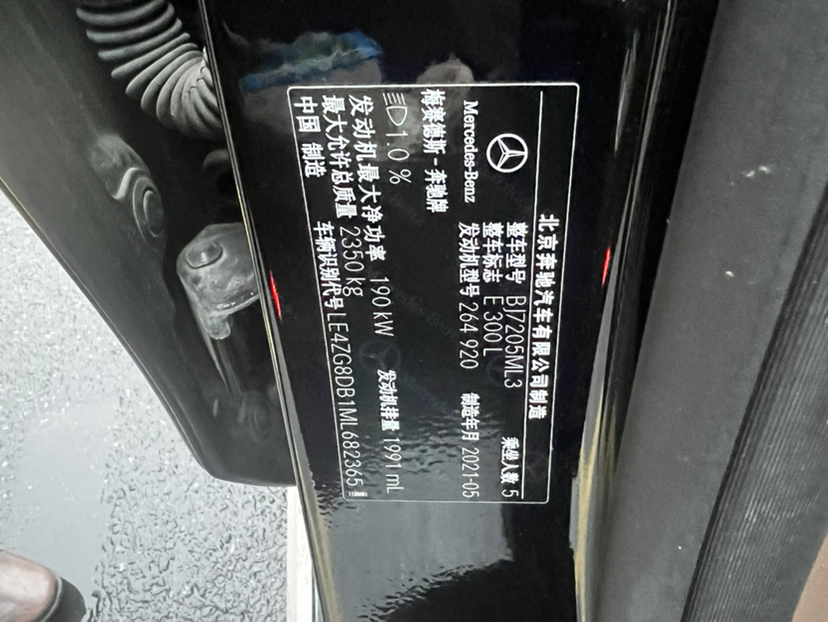 北京奔驰汽车有限公司制造
Mercedes-Benz
整车型号 BJ7205ML3 乘坐人数 5
整车标志 E 300 L
发动机型号 264 920 制造年月 2021-05
梅赛德斯-奔驰牌
1.0 %
发动机最大净功率 190 kW 发动机排量 1991 mL
最大允许总质量 2350 kg
中国 制造 车辆识别代号 LE4ZG8DB1ML682365